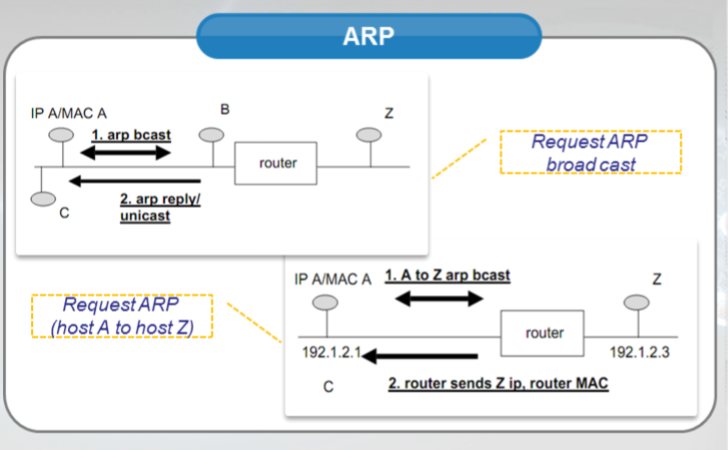 ARP
IP A/MAC A
B
Z
1. arp bcast
router
C
2. arp reply/
unicast
Request ARP
broad cast
IP A/MAC A
1. A to Z arp bcast
Z
router
192.1.2.1
192.1.2.3
C
2. router sends Z ip, router MAC
Request ARP
(host A to host Z)